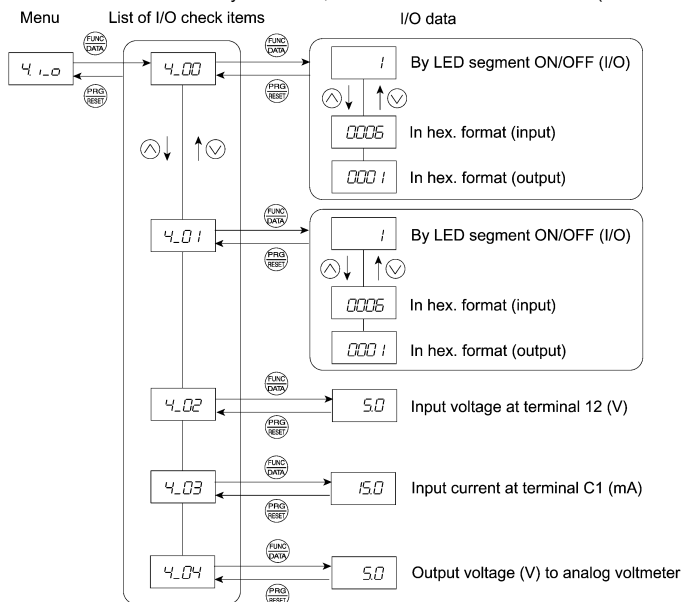 Menu List of I/O check items I/O data
FUNC DATA
4.i_o
PRG RESET
4_00
FUNC DATA
PRG RESET
1 By LED segment ON/OFF (I/O)
0006 In hex. format (input)
0001 In hex. format (output)
4_01
FUNC DATA
PRG RESET
1 By LED segment ON/OFF (I/O)
0006 In hex. format (input)
0001 In hex. format (output)
4_02
FUNC DATA
PRG RESET
5.0 Input voltage at terminal 12 (V)
4_03
FUNC DATA
PRG RESET
15.0 Input current at terminal C1 (mA)
4_04
FUNC DATA
PRG RESET
5.0 Output voltage (V) to analog voltmeter